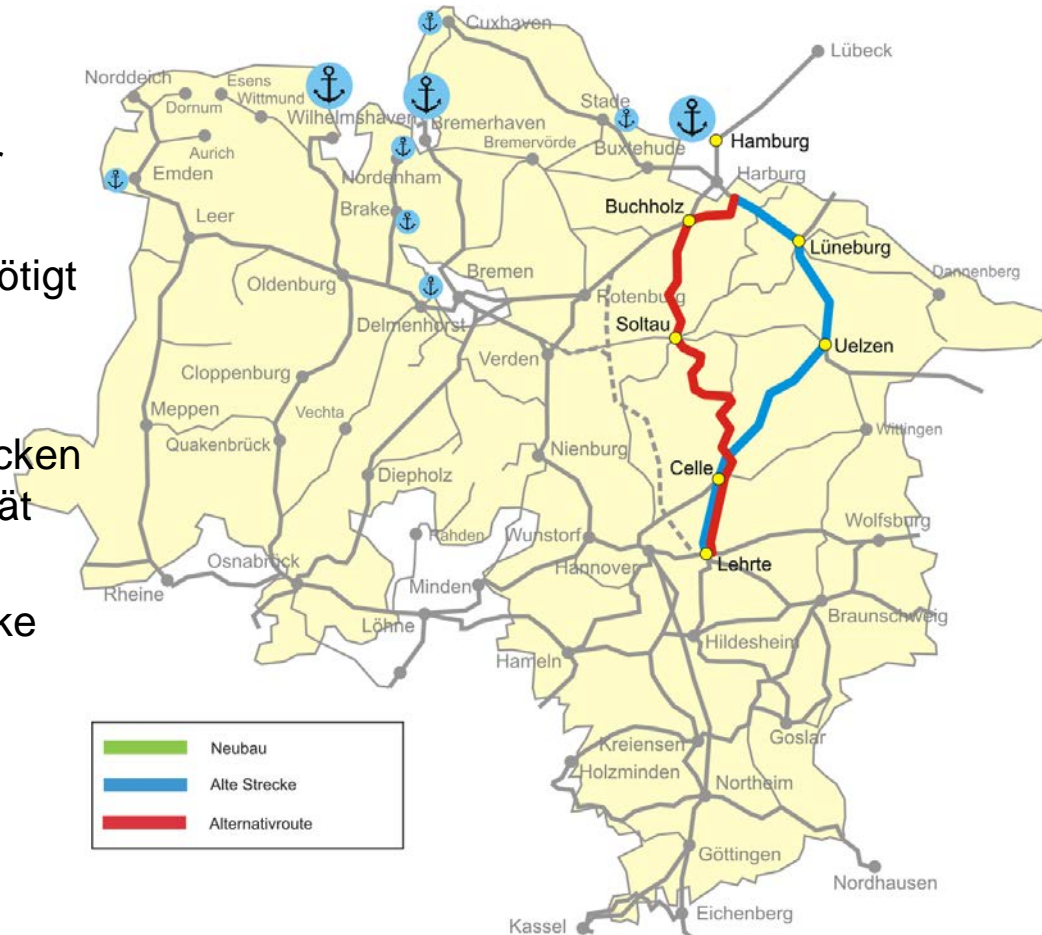 r
ötigt
cken
ät
ke
Cuxhaven
Lübeck
Norddeich
Esens
Wittmund
Dornum
Wilhelmshaven
Bremerhaven
Stade
Hamburg
Aurich
Bremervörde
Buxtehude
Harburg
Emden
Nordenham
Brake
Buchholz
Leer
Lüneburg
Bremen
Dannenberg
Oldenburg
Rotenburg
Delmenhorst
Soltau
Verden
Uelzen
Cloppenburg
Meppen
Vechta
Quakenbrück
Wittingen
Nienburg
Celle
Diepholz
Rahden
Wunstorf
Wolfsburg
Osnabrück
Hannover
Lehrte
Rheine
Minden
Braunschweig
Löhne
Hildesheim
Hameln
Goslar
Kreiensen
Holzminden
Northeim
Göttingen
Nordhausen
Eichenberg
Kassel
Neubau
Alte Strecke
Alternativroute